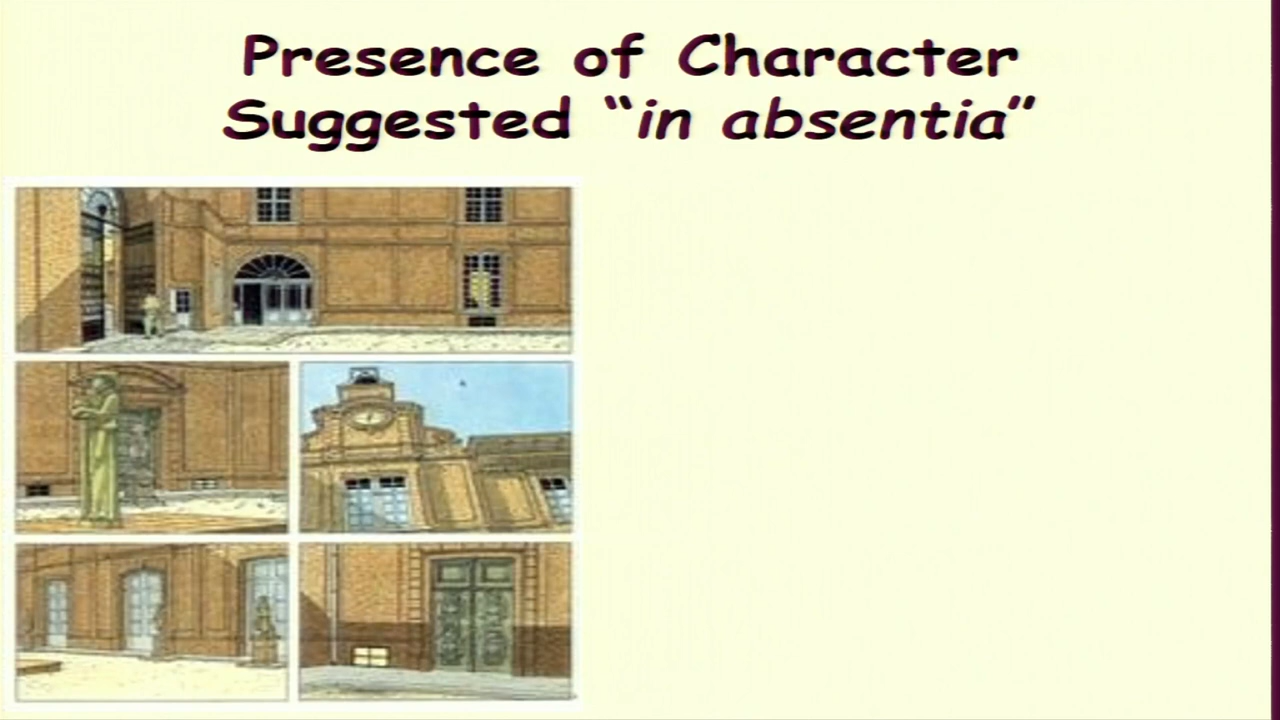 Presence of Character
Suggested “in absentia”